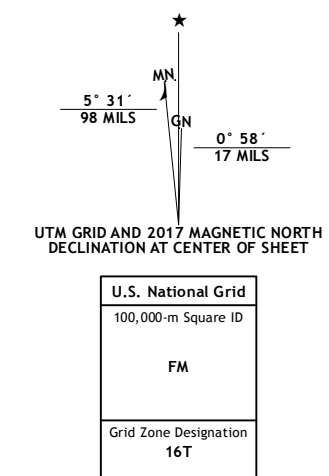 MN
5° 31´
98 MILS
GN
0° 58´
17 MILS
UTM GRID AND 2017 MAGNETIC NORTH
DECLINATION AT CENTER OF SHEET
U.S. National Grid
100,000-m Square ID
FM
Grid Zone Designation
16T